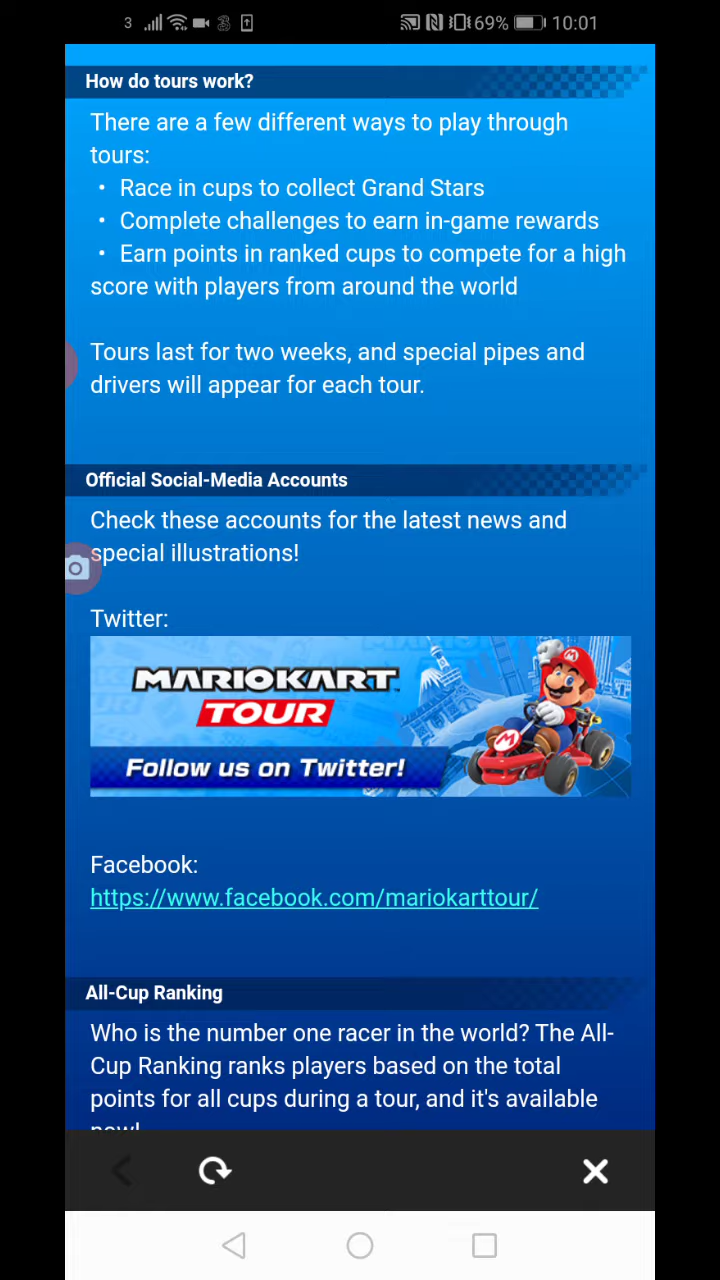 3 69% 10:01
How do tours work?
There are a few different ways to play through
tours:
• Race in cups to collect Grand Stars
• Complete challenges to earn in-game rewards
• Earn points in ranked cups to compete for a high
score with players from around the world
Tours last for two weeks, and special pipes and
drivers will appear for each tour.
Official Social-Media Accounts
Check these accounts for the latest news and
special illustrations!
Twitter:
MARIOKART
TOUR
Follow us on Twitter!
Facebook:
https://www.facebook.com/mariokarttour/
All-Cup Ranking
Who is the number one racer in the world? The All-
Cup Ranking ranks players based on the total
points for all cups during a tour, and it's available
now!